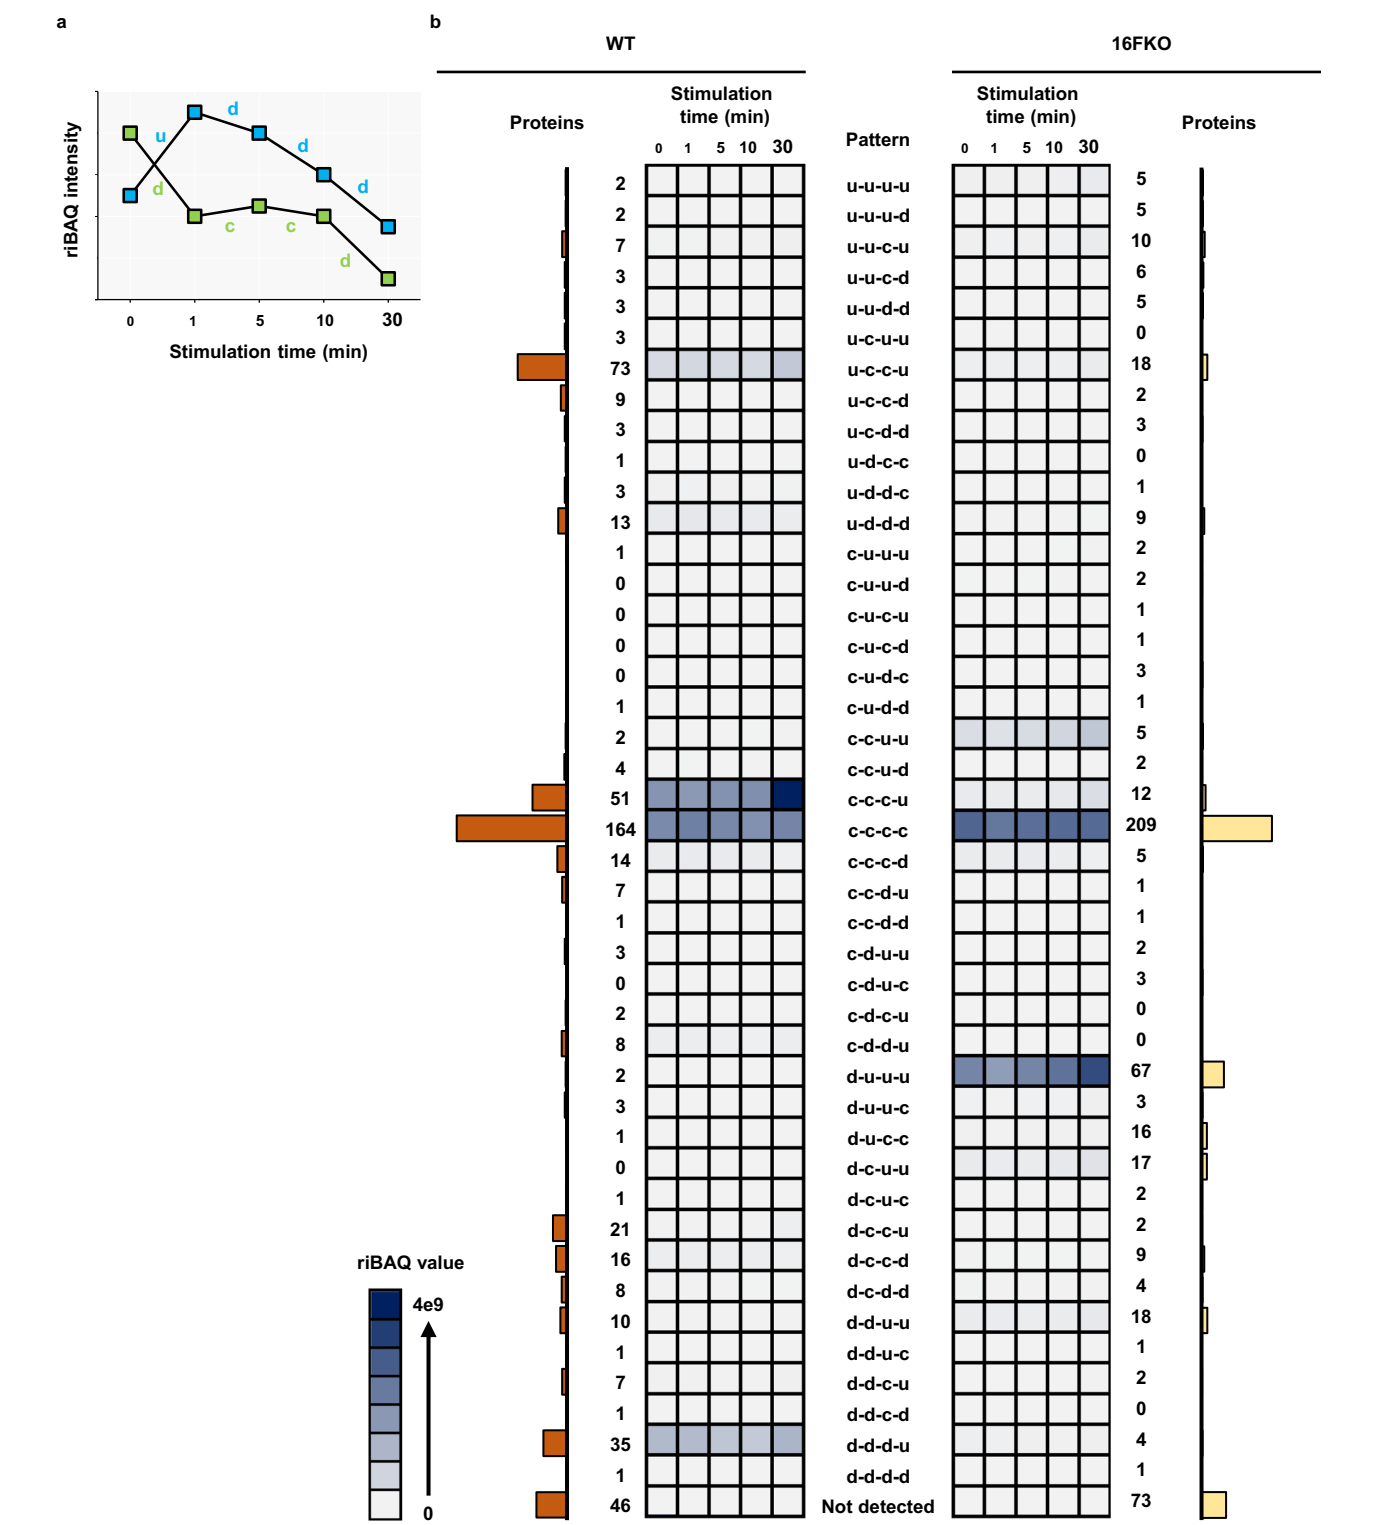 a
b
WT
16FKO
Proteins
Stimulation
time (min)
Pattern
Stimulation
time (min)
Proteins
0 1 5 10 30
0 1 5 10 30
riBAQ intensity
u
d
d
d
d
c
c
d
0 1 5 10 30
Stimulation time (min)
2 u-u-u-u 5
2 u-u-u-d 5
7 u-u-c-u 10
3 u-u-c-d 6
3 u-u-d-d 5
3 u-c-u-u 0
73 u-c-c-u 18
9 u-c-c-d 2
3 u-c-d-d 3
1 u-d-c-c 0
3 u-d-d-c 1
13 u-d-d-d 9
1 c-u-u-u 2
0 c-u-u-d 2
0 c-u-c-u 1
0 c-u-c-d 1
0 c-u-d-c 3
1 c-u-d-d 1
2 c-c-u-u 5
4 c-c-u-d 2
51 c-c-c-u 12
164 c-c-c-c 209
14 c-c-c-d 5
7 c-c-d-u 1
1 c-c-d-d 1
3 c-d-u-u 2
0 c-d-u-c 3
2 c-d-c-u 0
8 c-d-d-u 0
2 d-u-u-u 67
3 d-u-u-c 3
1 d-u-c-c 16
0 d-c-u-u 17
1 d-c-u-c 2
21 d-c-c-u 2
16 d-c-c-d 9
8 d-c-d-d 4
10 d-d-u-u 18
1 d-d-u-c 1
7 d-d-c-u 2
1 d-d-c-d 0
35 d-d-d-u 4
1 d-d-d-d 1
46 Not detected 73
riBAQ value
4e9
0